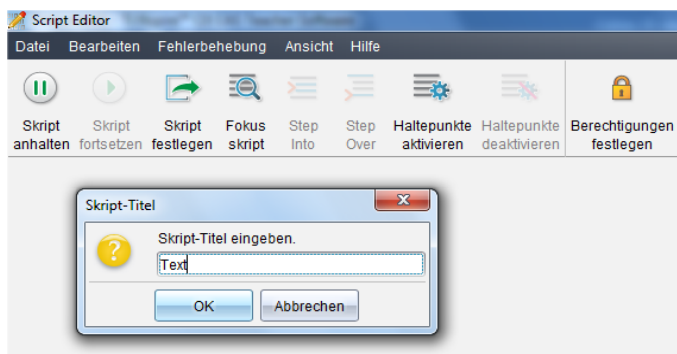 Script Editor
Datei Bearbeiten Fehlerbehebung Ansicht Hilfe
Skript anhalten
Skript fortsetzen
Skript festlegen
Fokus skript
Step Into
Step Over
Haltepunkte aktivieren
Haltepunkte deaktivieren
Berechtigungen festlegen
Skript-Titel
Skript-Titel eingeben.
Text
OK Abbrechen